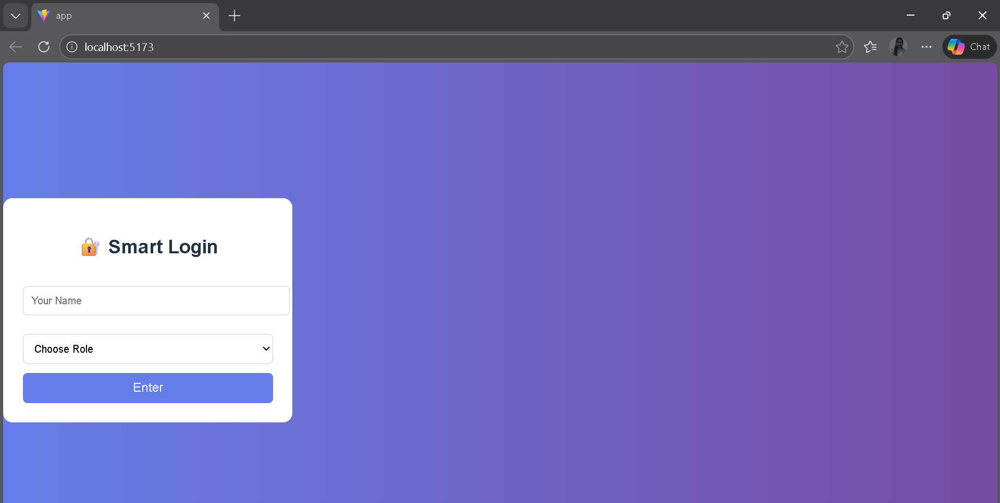 app
localhost:5173
Chat
Smart Login
Your Name
Choose Role
Enter